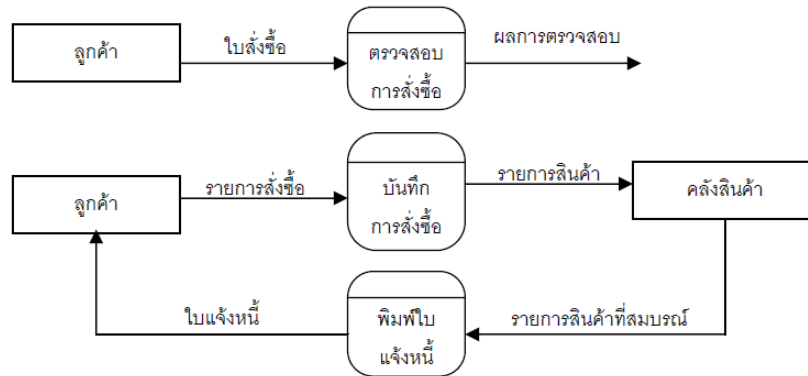 ลูกค้า
ใบสั่งซื้อ
ตรวจสอบ
การสั่งซื้อ
ผลการตรวจสอบ
ลูกค้า
รายการสั่งซื้อ
บันทึก
การสั่งซื้อ
รายการสินค้า
คลังสินค้า
ใบแจ้งหนี้
พิมพ์ใบ
แจ้งหนี้
รายการสินค้าที่สมบรณ์